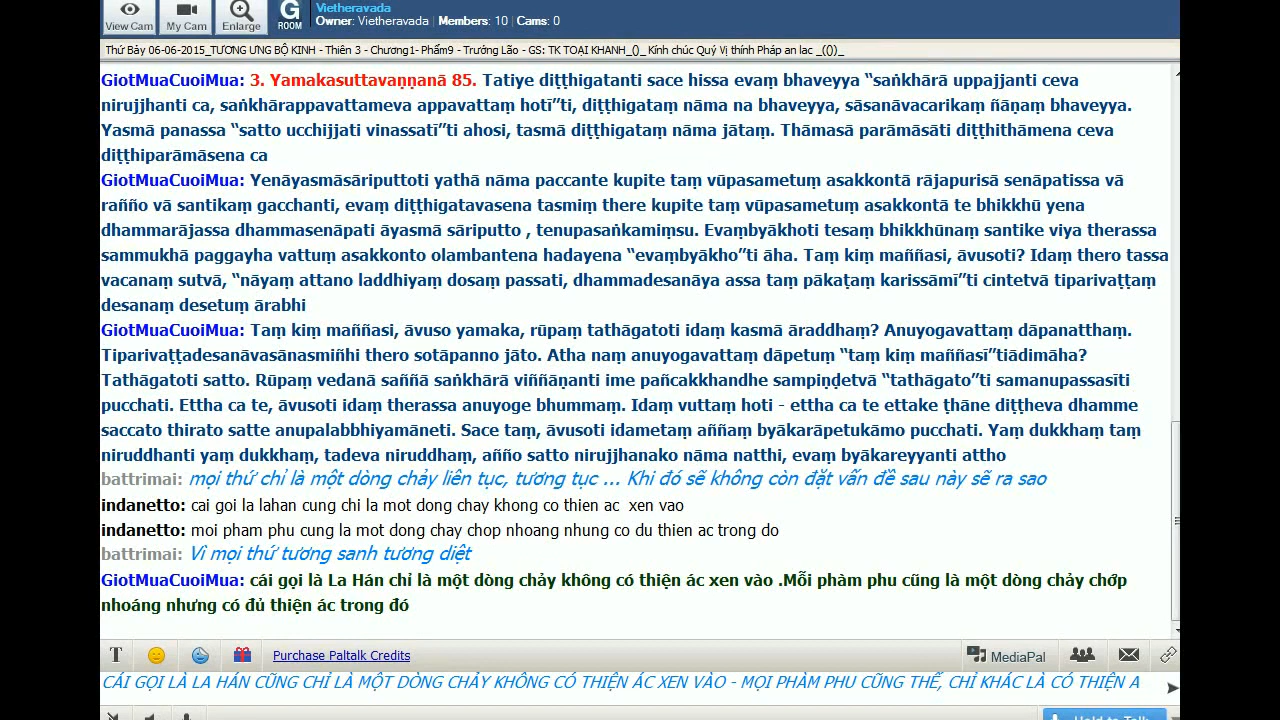 Vietheravada
View Cam
My Cam
Enlarge
G
ROOM
Owner: Vietheravada | Members: 10 | Cams: 0
Thứ Bảy 06-06-2015_TƯƠNG ƯNG BỘ KINH - Thiên 3 - Chương1- Phẩm9 - Trưởng Lão - GS: TK TOẠI KHANH_()_ Kính chúc Quý Vị thính Pháp an lac _(())_
GiotMuaCuoiMua: 3. Yamakasuttavaṇṇanā 85. Tatiye diṭṭhigatanti sace hissa evaṃ bhaveyya “saṅkhārā uppajjanti ceva
nirujjhanti ca, saṅkhārappavattameva appavattaṃ hotī”ti, diṭṭhigataṃ nāma na bhaveyya, sāsanāvacarikaṃ ñāṇaṃ bhaveyya.
Yasmā panassa “satto ucchijjati vinassatī”ti ahosi, tasmā diṭṭhigataṃ nāma jātaṃ. Thāmasā parāmāsāti diṭṭhithāmena ceva
diṭṭhiparāmāsena ca
GiotMuaCuoiMua: Yenāyasmāsāriputtoti yathā nāma paccante kupite taṃ vūpasametuṃ asakkontā rājapurisā senāpatissa vā
rañño vā santikaṃ gacchanti, evaṃ diṭṭhigatavasena tasmiṃ there kupite taṃ vūpasametuṃ asakkontā te bhikkhū yena
dhammarājassa dhammasenāpati āyasmā sāriputto , tenupasaṅkamiṃsu. Evaṃbyākhoti tesaṃ bhikkhūnaṃ santike viya therassa
sammukhā paggayha vattuṃ asakkonto olambantena hadayena “evaṃbyākho”ti āha. Taṃ kiṃ maññasi, āvusoti? Idaṃ thero tassa
vacanaṃ sutvā, “nāyaṃ attano laddhiyaṃ dosaṃ passati, dhammadesanāya assa taṃ pākaṭaṃ karissāmī”ti cintetvā tiparivaṭṭaṃ
desanaṃ desetuṃ ārabhi
GiotMuaCuoiMua: Taṃ kiṃ maññasi, āvuso yamaka, rūpaṃ tathāgatoti idaṃ kasmā āraddhaṃ? Anuyogavattaṃ dāpanatthaṃ.
Tiparivaṭṭadesanāvasānasmiñhi thero sotāpanno jāto. Atha naṃ anuyogavattaṃ dāpetuṃ “taṃ kiṃ maññasī”tiādimāha?
Tathāgatoti satto. Rūpaṃ vedanā saññā saṅkhārā viññāṇanti ime pañcakkhandhe sampiṇḍetvā “tathāgato”ti samanupassasīti
pucchati. Ettha ca te, āvusoti idaṃ therassa anuyoge bhummaṃ. Idaṃ vuttaṃ hoti - ettha ca te ettake ṭhāne diṭṭheva dhamme
saccato thirato satte anupalabbhiyamāneti. Sace taṃ, āvusoti idametaṃ aññaṃ byākarāpetukāmo pucchati. Yaṃ dukkhaṃ taṃ
niruddhanti yaṃ dukkhaṃ, tadeva niruddhaṃ, añño satto nirujjhanako nāma natthi, evaṃ byākareyyanti attho
battrimai: mọi thứ chỉ là một dòng chảy liên tục, tương tục ... Khi đó sẽ không còn đặt vấn đề sau này sẽ ra sao
indanetto: cai goi la lahan cung chi la mot dong chay khong co thien ac xen vao
indanetto: moi pham phu cung la mot dong chay chop nhoang nhung co du thien ac trong do
battrimai: Vì mọi thứ tương sanh tương diệt
GiotMuaCuoiMua: cái gọi là La Hán chỉ là một dòng chảy không có thiện ác xen vào .Mỗi phàm phu cũng là một dòng chảy chớp
nhoáng nhưng có đủ thiện ác trong đó
T
Purchase Paltalk Credits
MediaPal
CÁI GỌI LÀ LA HÁN CŨNG CHỈ LÀ MỘT DÒNG CHẢY KHÔNG CÓ THIỆN ÁC XEN VÀO - MỌI PHÀM PHU CŨNG THẾ, CHỈ KHÁC LÀ CÓ THIỆN A
Hold to Talk